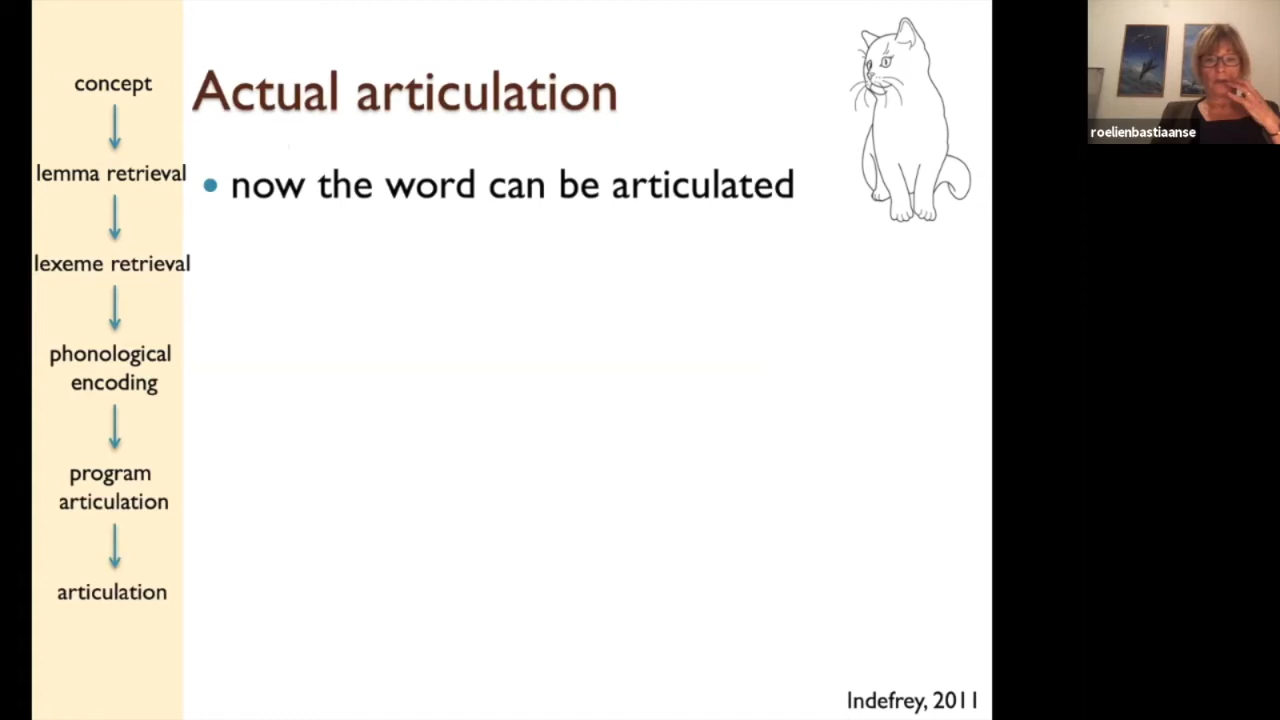 concept
lemma retrieval
lexeme retrieval
phonological
encoding
program
articulation
articulation
Actual articulation
• now the word can be articulated
Indefrey, 2011
roelienbastiaanse